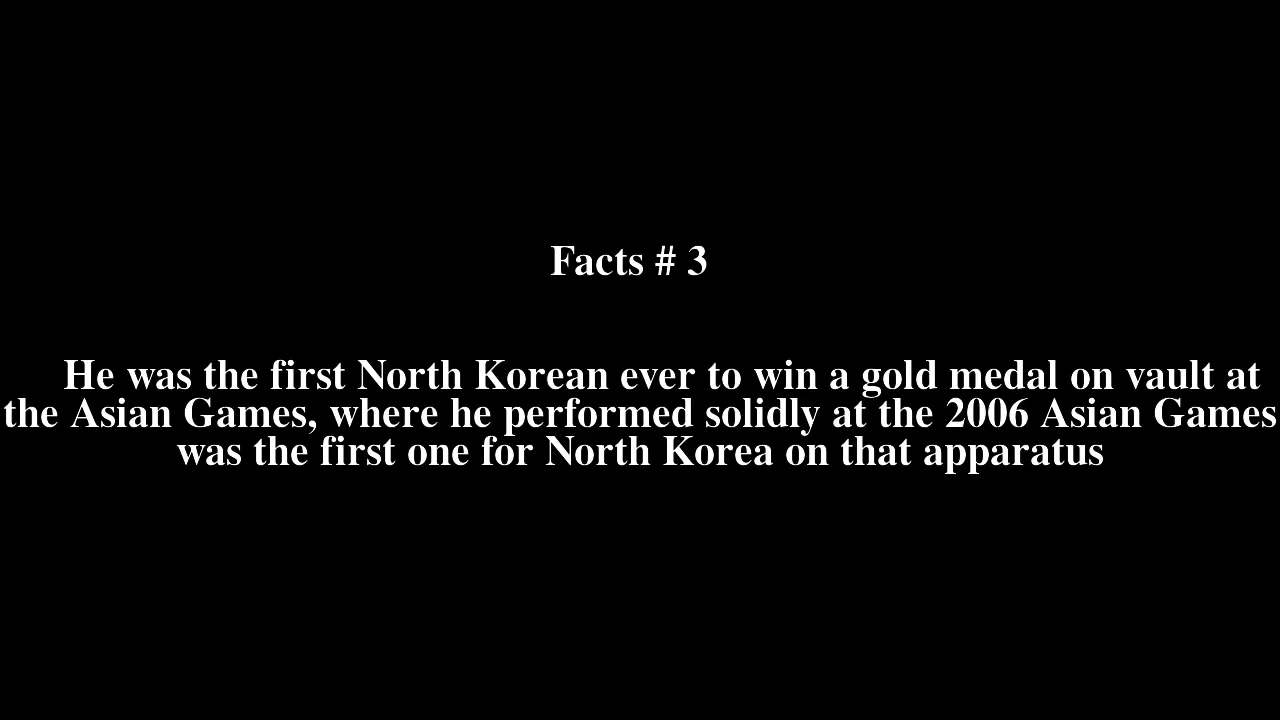 Facts # 3
He was the first North Korean ever to win a gold medal on vault at
the Asian Games, where he performed solidly at the 2006 Asian Games
was the first one for North Korea on that apparatus